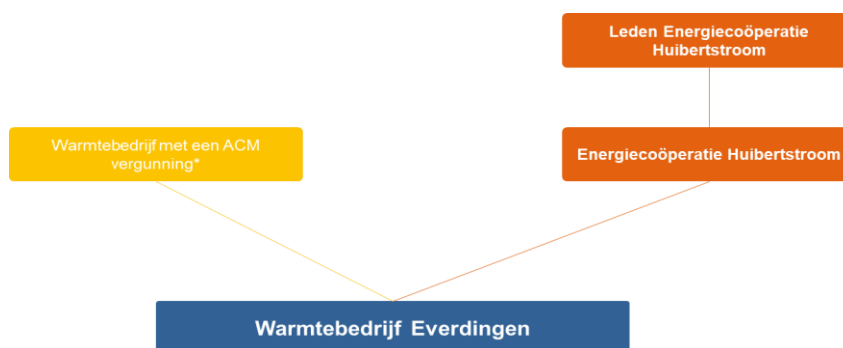 Leden Energiecoöperatie
Huibertstroom
Warmtebedrijf met een ACM
vergunning*
Energiecoöperatie Huibertstroom
Warmtebedrijf Everdingen